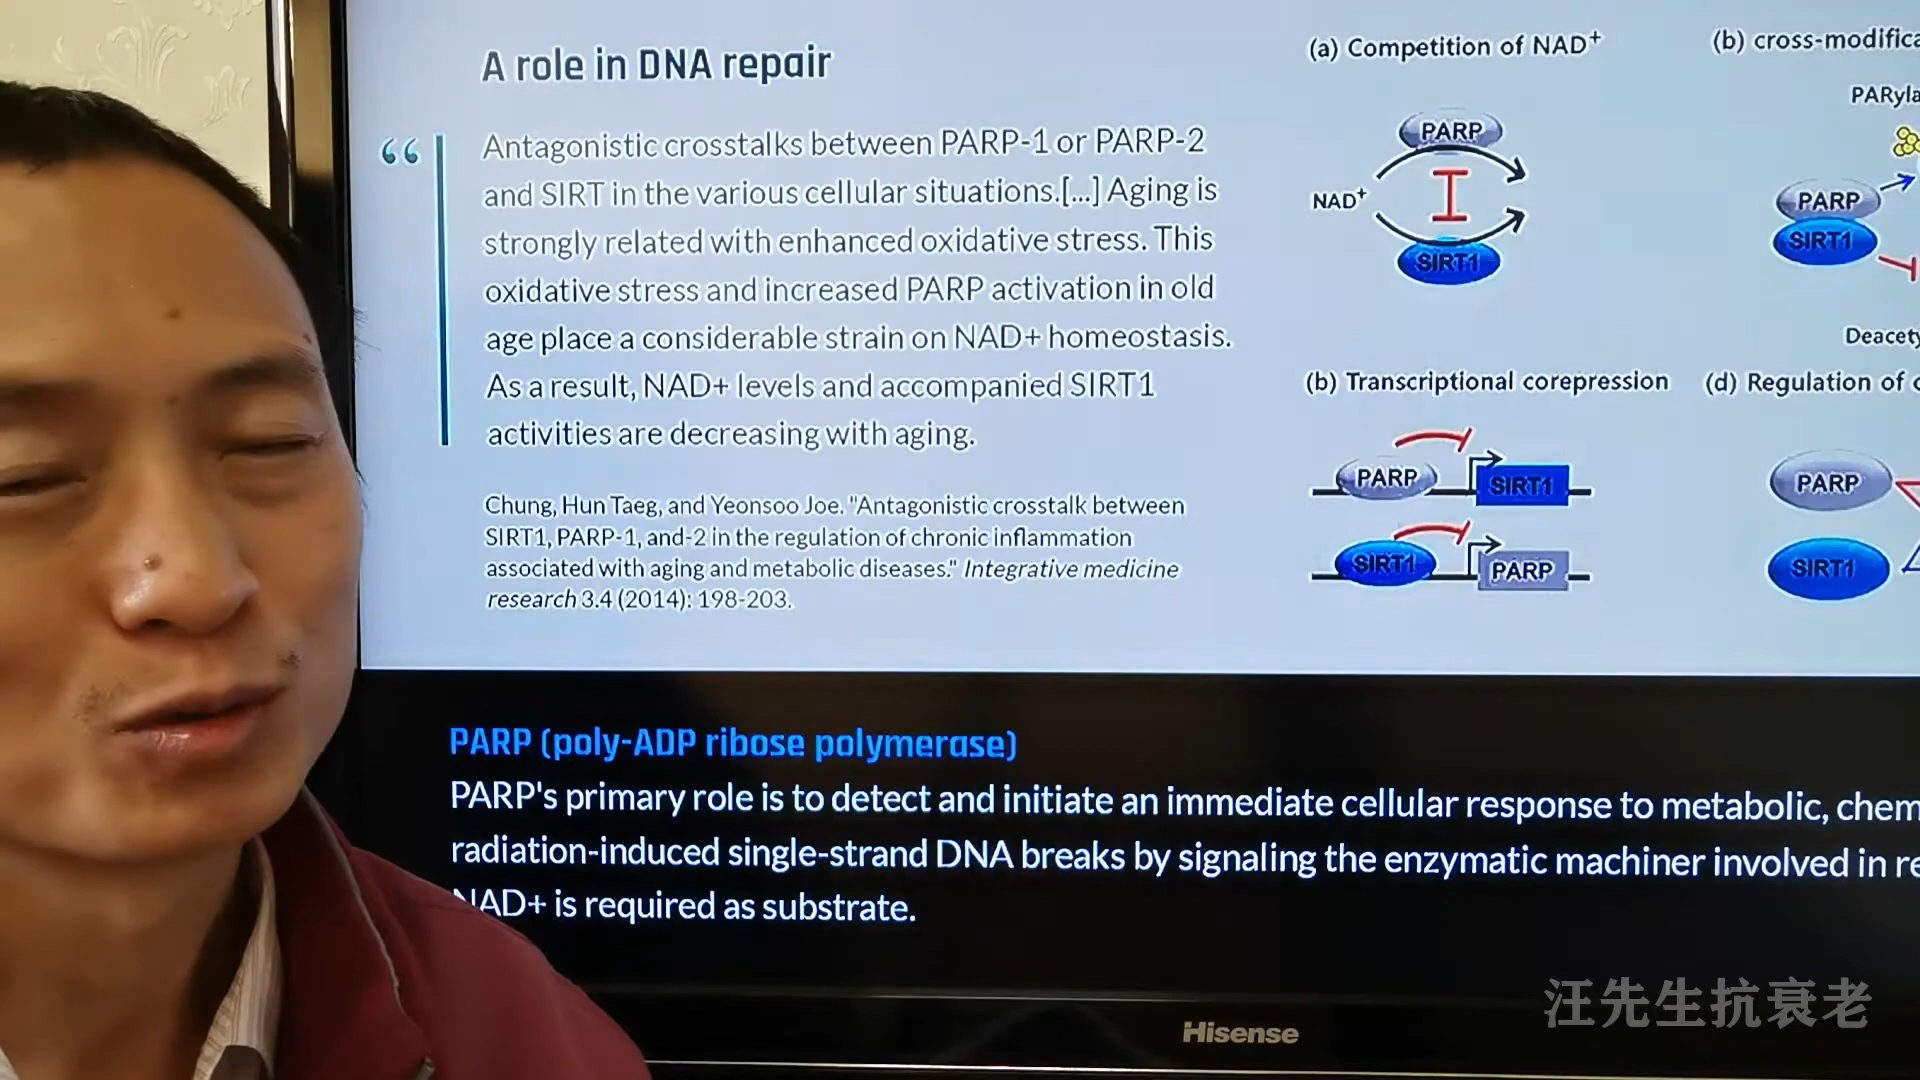 A role in DNA repair
“
Antagonistic crosstalks between PARP-1 or PARP-2
and SIRT in the various cellular situations.[...] Aging is
strongly related with enhanced oxidative stress. This
oxidative stress and increased PARP activation in old
age place a considerable strain on NAD+ homeostasis.
As a result, NAD+ levels and accompanied SIRT1
activities are decreasing with aging.
Chung, Hun Taeg, and Yeonsoo Joe. "Antagonistic crosstalk between
SIRT1, PARP-1, and-2 in the regulation of chronic inflammation
associated with aging and metabolic diseases." Integrative medicine
research 3.4 (2014): 198-203.
(a) Competition of NAD+
PARP
NAD+
SIRT1
(b) cross-modifica
PARyla
PARP
SIRT1
Deacety
(b) Transcriptional corepression
PARP
SIRT1
SIRT1
PARP
(d) Regulation of
PARP
SIRT1
PARP (poly-ADP ribose polymerase)
PARP's primary role is to detect and initiate an immediate cellular response to metabolic, chem
radiation-induced single-strand DNA breaks by signaling the enzymatic machiner involved in re
NAD+ is required as substrate.
汪先生抗衰老
Hisense